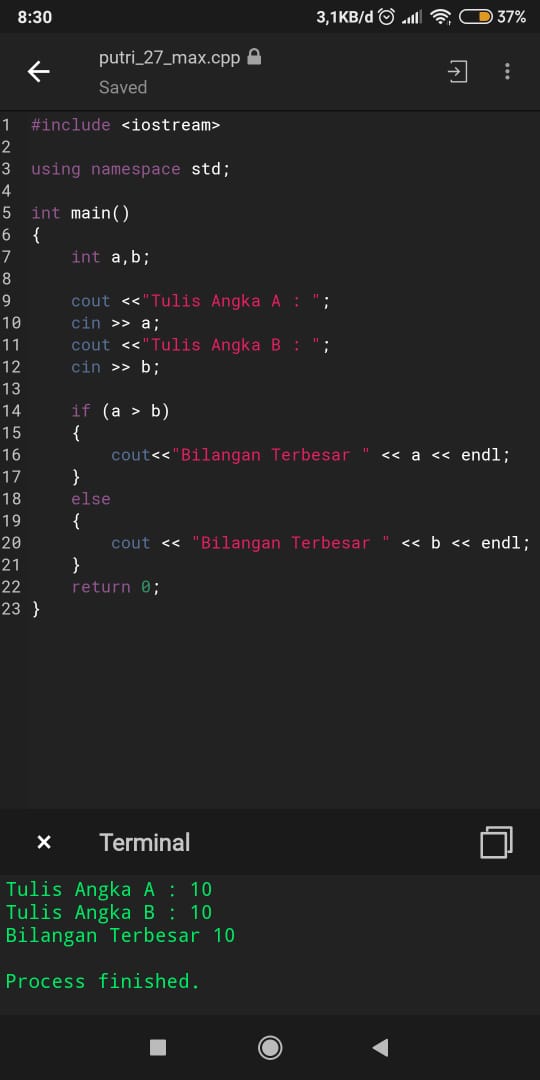 8:30 3,1KB/d 37%
putri_27_max.cpp
Saved
1 #include <iostream>
2
3 using namespace std;
4
5 int main()
6 {
7     int a,b;
8
9     cout <<"Tulis Angka A : ";
10     cin >> a;
11     cout <<"Tulis Angka B : ";
12     cin >> b;
13
14     if (a > b)
15     {
16         cout<<"Bilangan Terbesar " << a << endl;
17     }
18     else
19     {
20         cout << "Bilangan Terbesar " << b << endl;
21     }
22     return 0;
23 }
Terminal
Tulis Angka A : 10
Tulis Angka B : 10
Bilangan Terbesar 10
Process finished.